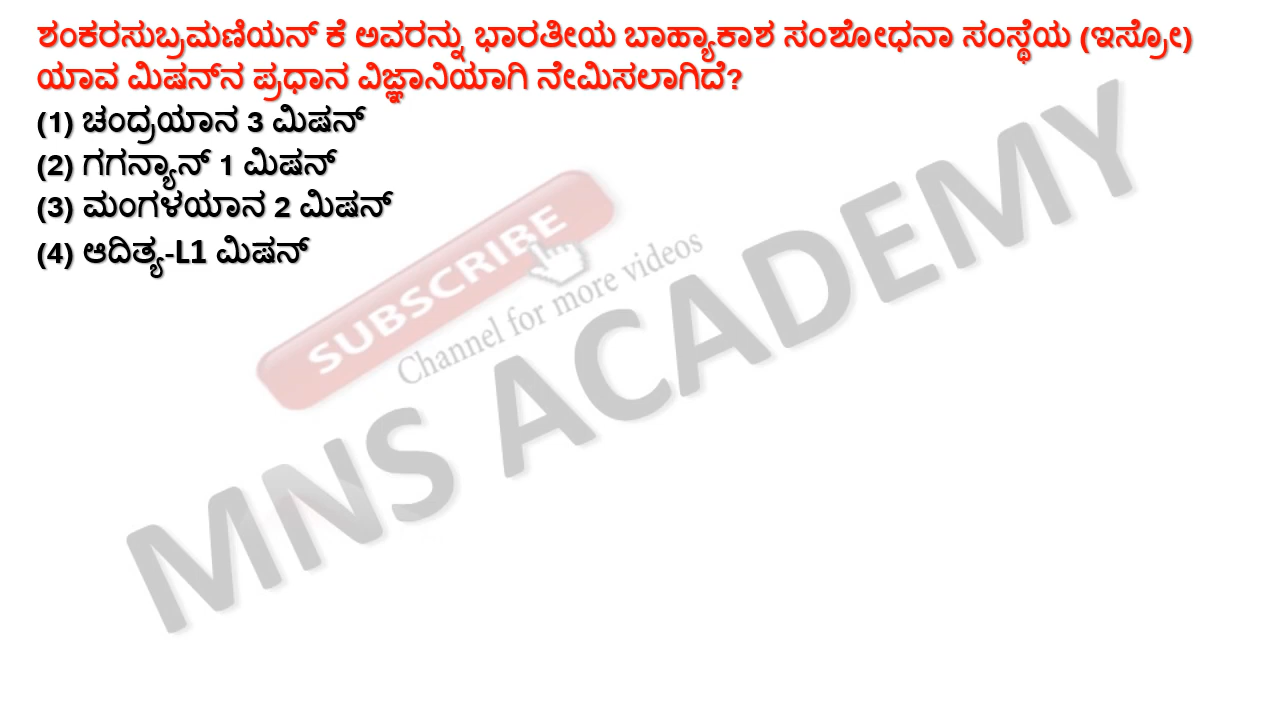 ಶಂಕರಸುಬ್ರಮಣಿಯನ್ ಕೆ ಅವರನ್ನು ಭಾರತೀಯ ಬಾಹ್ಯಾಕಾಶ ಸಂಶೋಧನಾ ಸಂಸ್ಥೆಯ (ಇಸ್ರೋ)
ಯಾವ ಮಿಷನ್‌ನ ಪ್ರಧಾನ ವಿಜ್ಞಾನಿಯಾಗಿ ನೇಮಿಸಲಾಗಿದೆ?
(1) ಚಂದ್ರಯಾನ 3 ಮಿಷನ್
(2) ಗಗನ್ಯಾನ್ 1 ಮಿಷನ್
(3) ಮಂಗಳಯಾನ 2 ಮಿಷನ್
(4) ಆದಿತ್ಯ-L1 ಮಿಷನ್
SUBSCRIBE
Channel for more videos
MNS ACADEMY